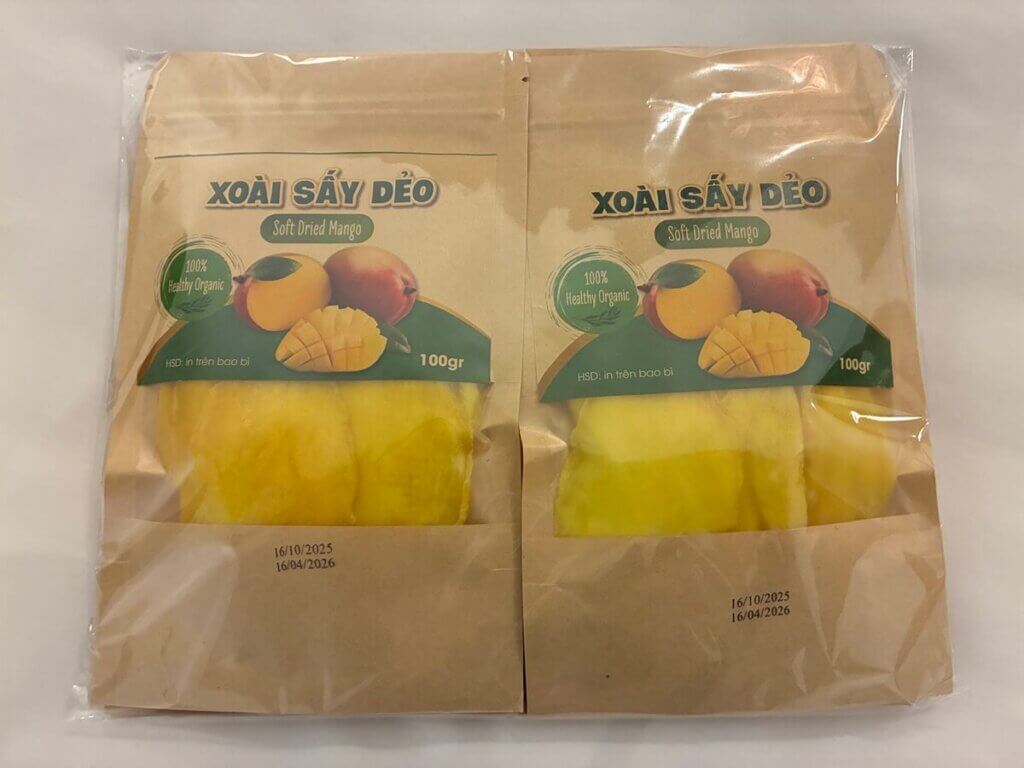 XOÀI SẤY DẺO
Soft Dried Mango
100%
Healthy Organic
HSD: in trên bao bì
100gr
16/10/2025
16/04/2026
XOÀI SẤY DẺO
Soft Dried Mango
100%
Healthy Organic
HSD: in trên bao bì
100gr
16/10/2025
16/04/2026